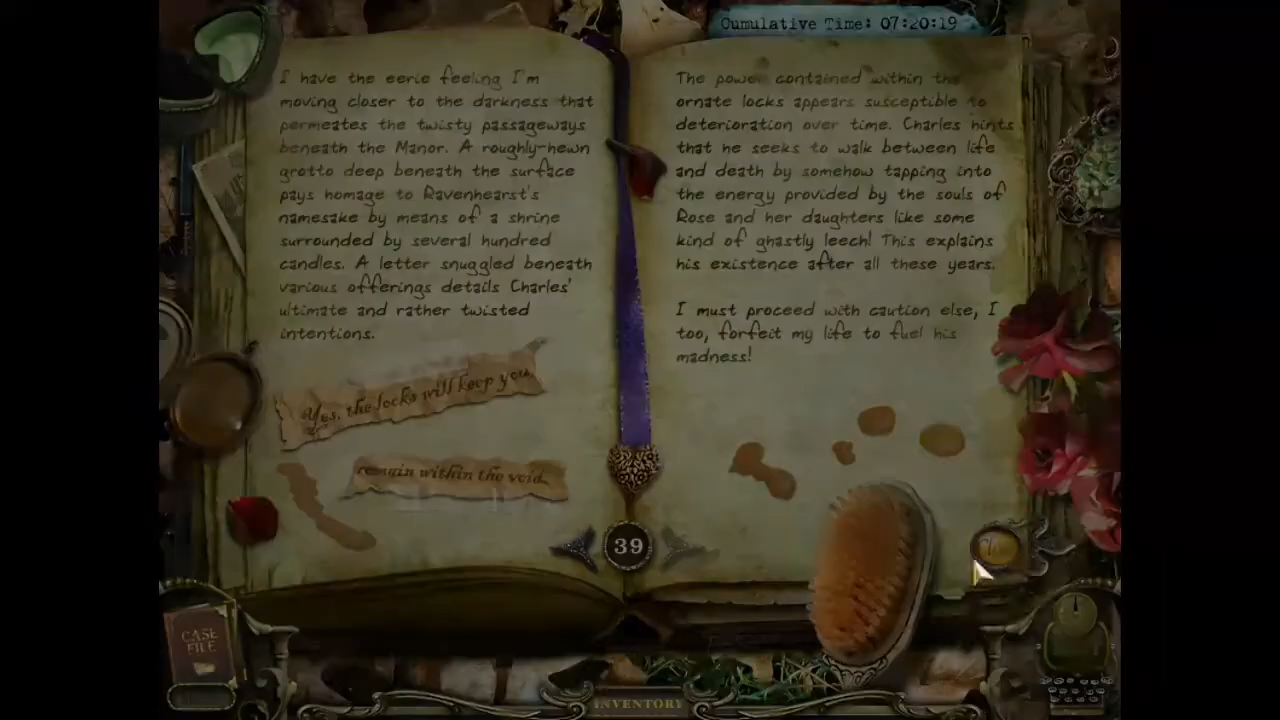 Cumulative Time: 07:20:19
I have the eerie feeling I'm
moving closer to the darkness that
permeates the twisty passageways
beneath the Manor. A roughly-hewn
grotto deep beneath the surface
pays homage to Ravenhearst's
namesake by means of a shrine
surrounded by several hundred
candles. A letter snuggled beneath
various offerings details Charles'
ultimate and rather twisted
intentions.
Yes, the locks will keep you,
remain within the void.
The power contained within the
ornate locks appears susceptible to
deterioration over time. Charles hints
that he seeks to walk between life
and death by somehow tapping into
the energy provided by the souls of
Rose and her daughters like some
kind of ghastly leech! This explains
his existence after all these years.
I must proceed with caution else, I
too, forfeit my life to fuel his
madness!
39
CASE
FILE
INVENTORY